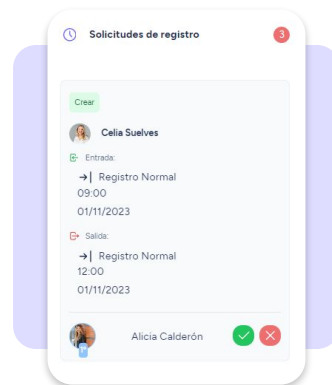 Solicitudes de registro
3
Crear
Celia Suelves
Entrada:
Registro Normal
09:00
01/11/2023
Salida:
Registro Normal
12:00
01/11/2023
Alicia Calderón